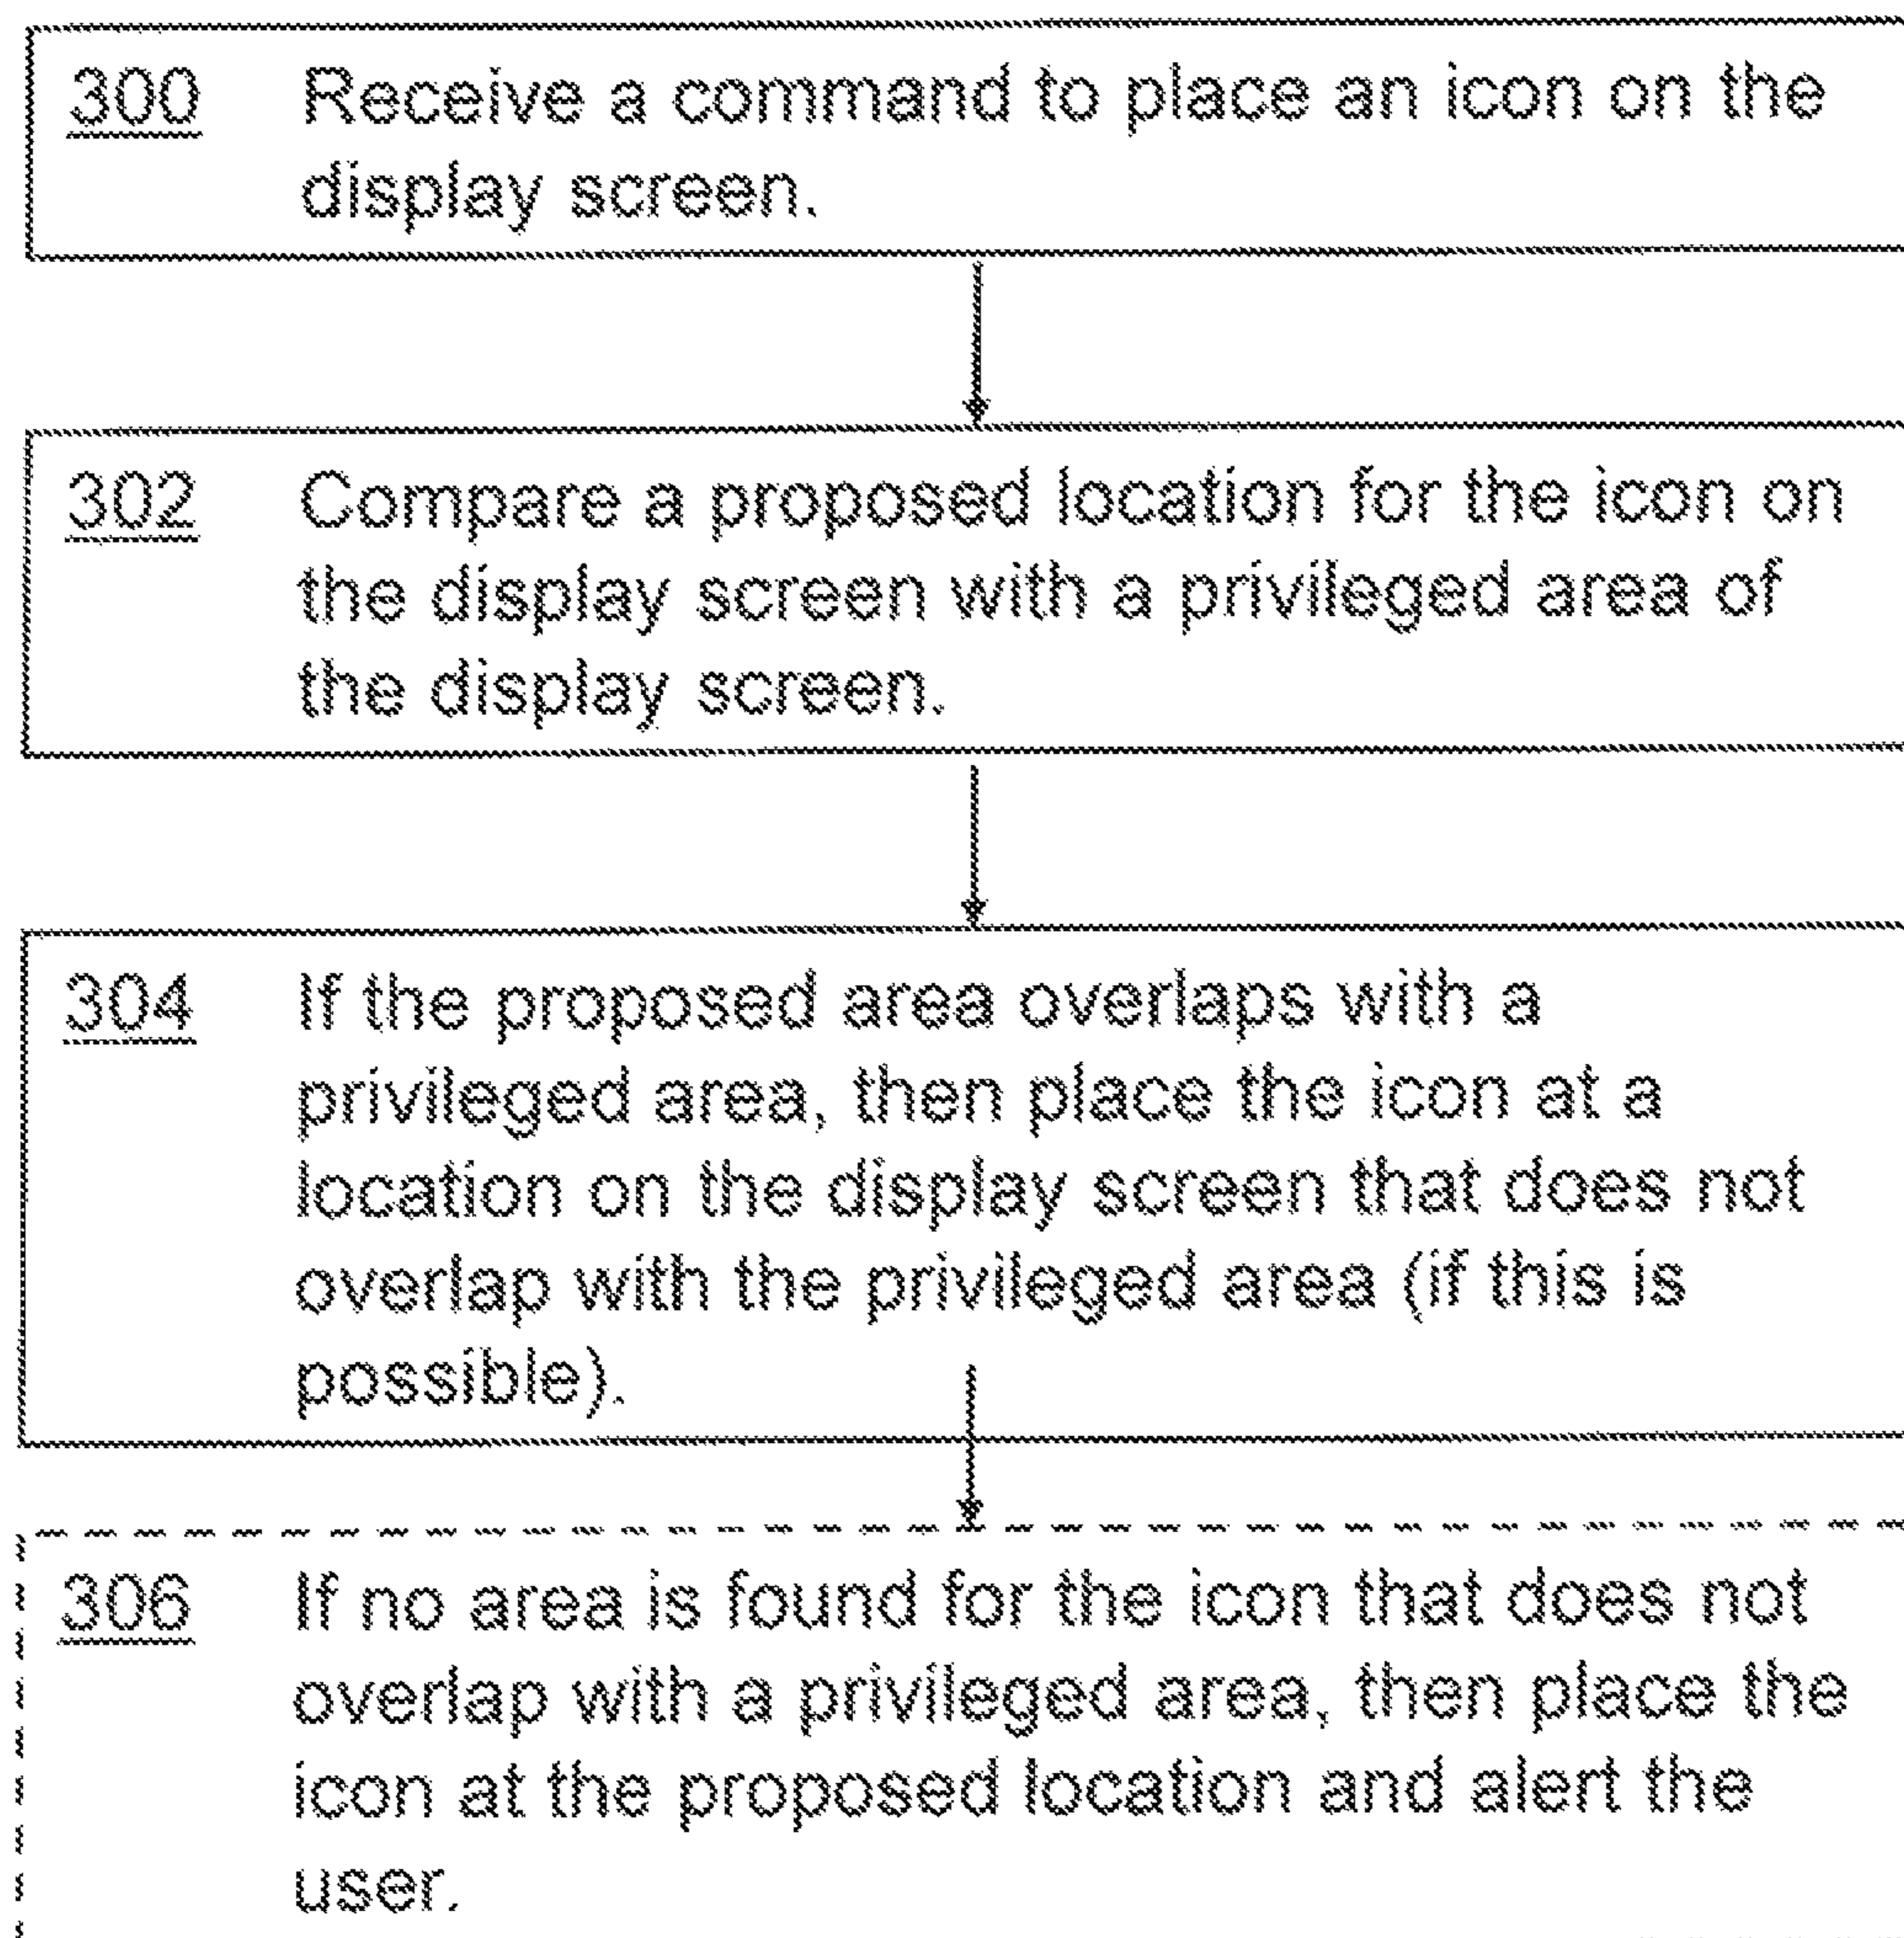 300 Receive a command to place an icon on the
display screen.
302 Compare a proposed location for the icon on
the display screen with a privileged area of
the display screen.
304 If the proposed area overlaps with a
privileged area, then place the icon at a
location on the display screen that does not
overlap with the privileged area (if this is
possible).
306 If no area is found for the icon that does not
overlap with a privileged area, then place the
icon at the proposed location and alert the
user.